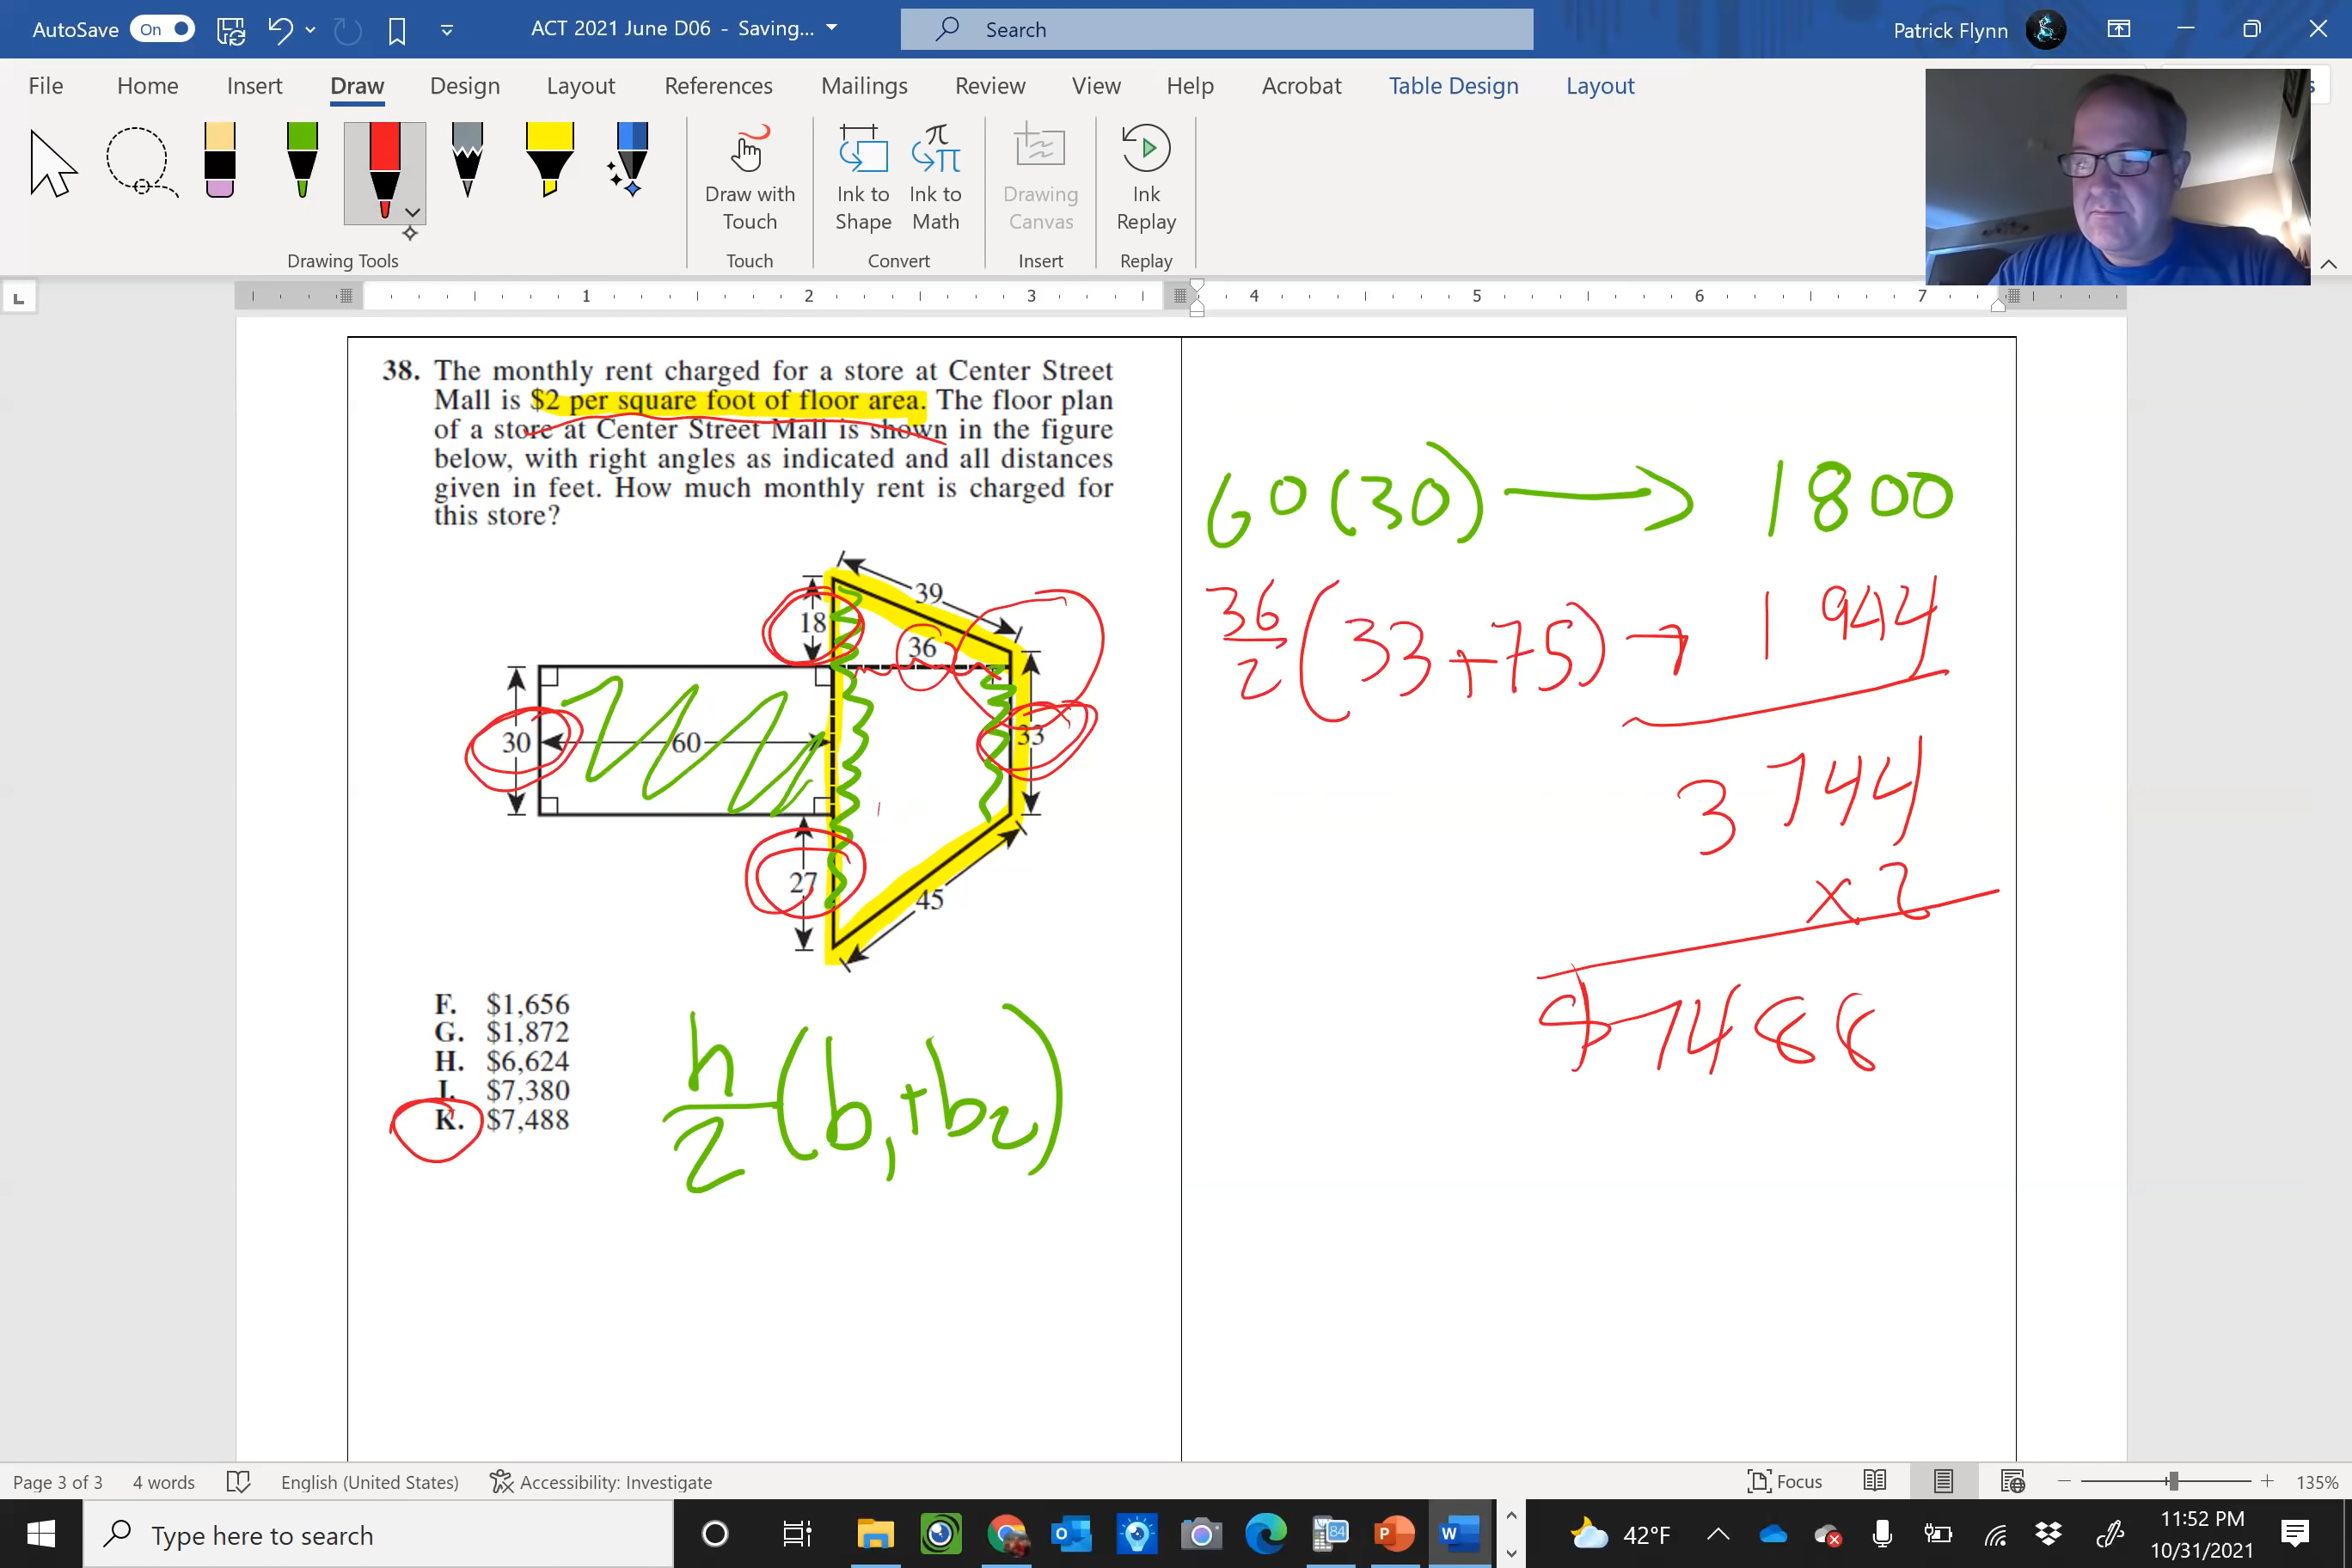 AutoSave On ACT 2021 June D06 - Saving... Search Patrick Flynn
File Home Insert Draw Design Layout References Mailings Review View Help Acrobat Table Design Layout
Draw with Touch
Ink to Shape
Ink to Math
Drawing Canvas
Ink Replay
Drawing Tools Touch Convert Insert Replay
1 2 3 4 5 6 7
38. The monthly rent charged for a store at Center Street
Mall is $2 per square foot of floor area. The floor plan
of a store at Center Street Mall is shown in the figure
below, with right angles as indicated and all distances
given in feet. How much monthly rent is charged for
this store?
39
18
36
30
60
33
27
45
F. $1,656
G. $1,872
H. $6,624
J. $7,380
K. $7,488
h/2 (b1+b2)
60(30) → 1800
36/2 (33+75) → 1944
3744
x2
$7488
Page 3 of 3 4 words English (United States) Accessibility: Investigate Focus 135%
Type here to search
84
42°F
11:52 PM
10/31/2021